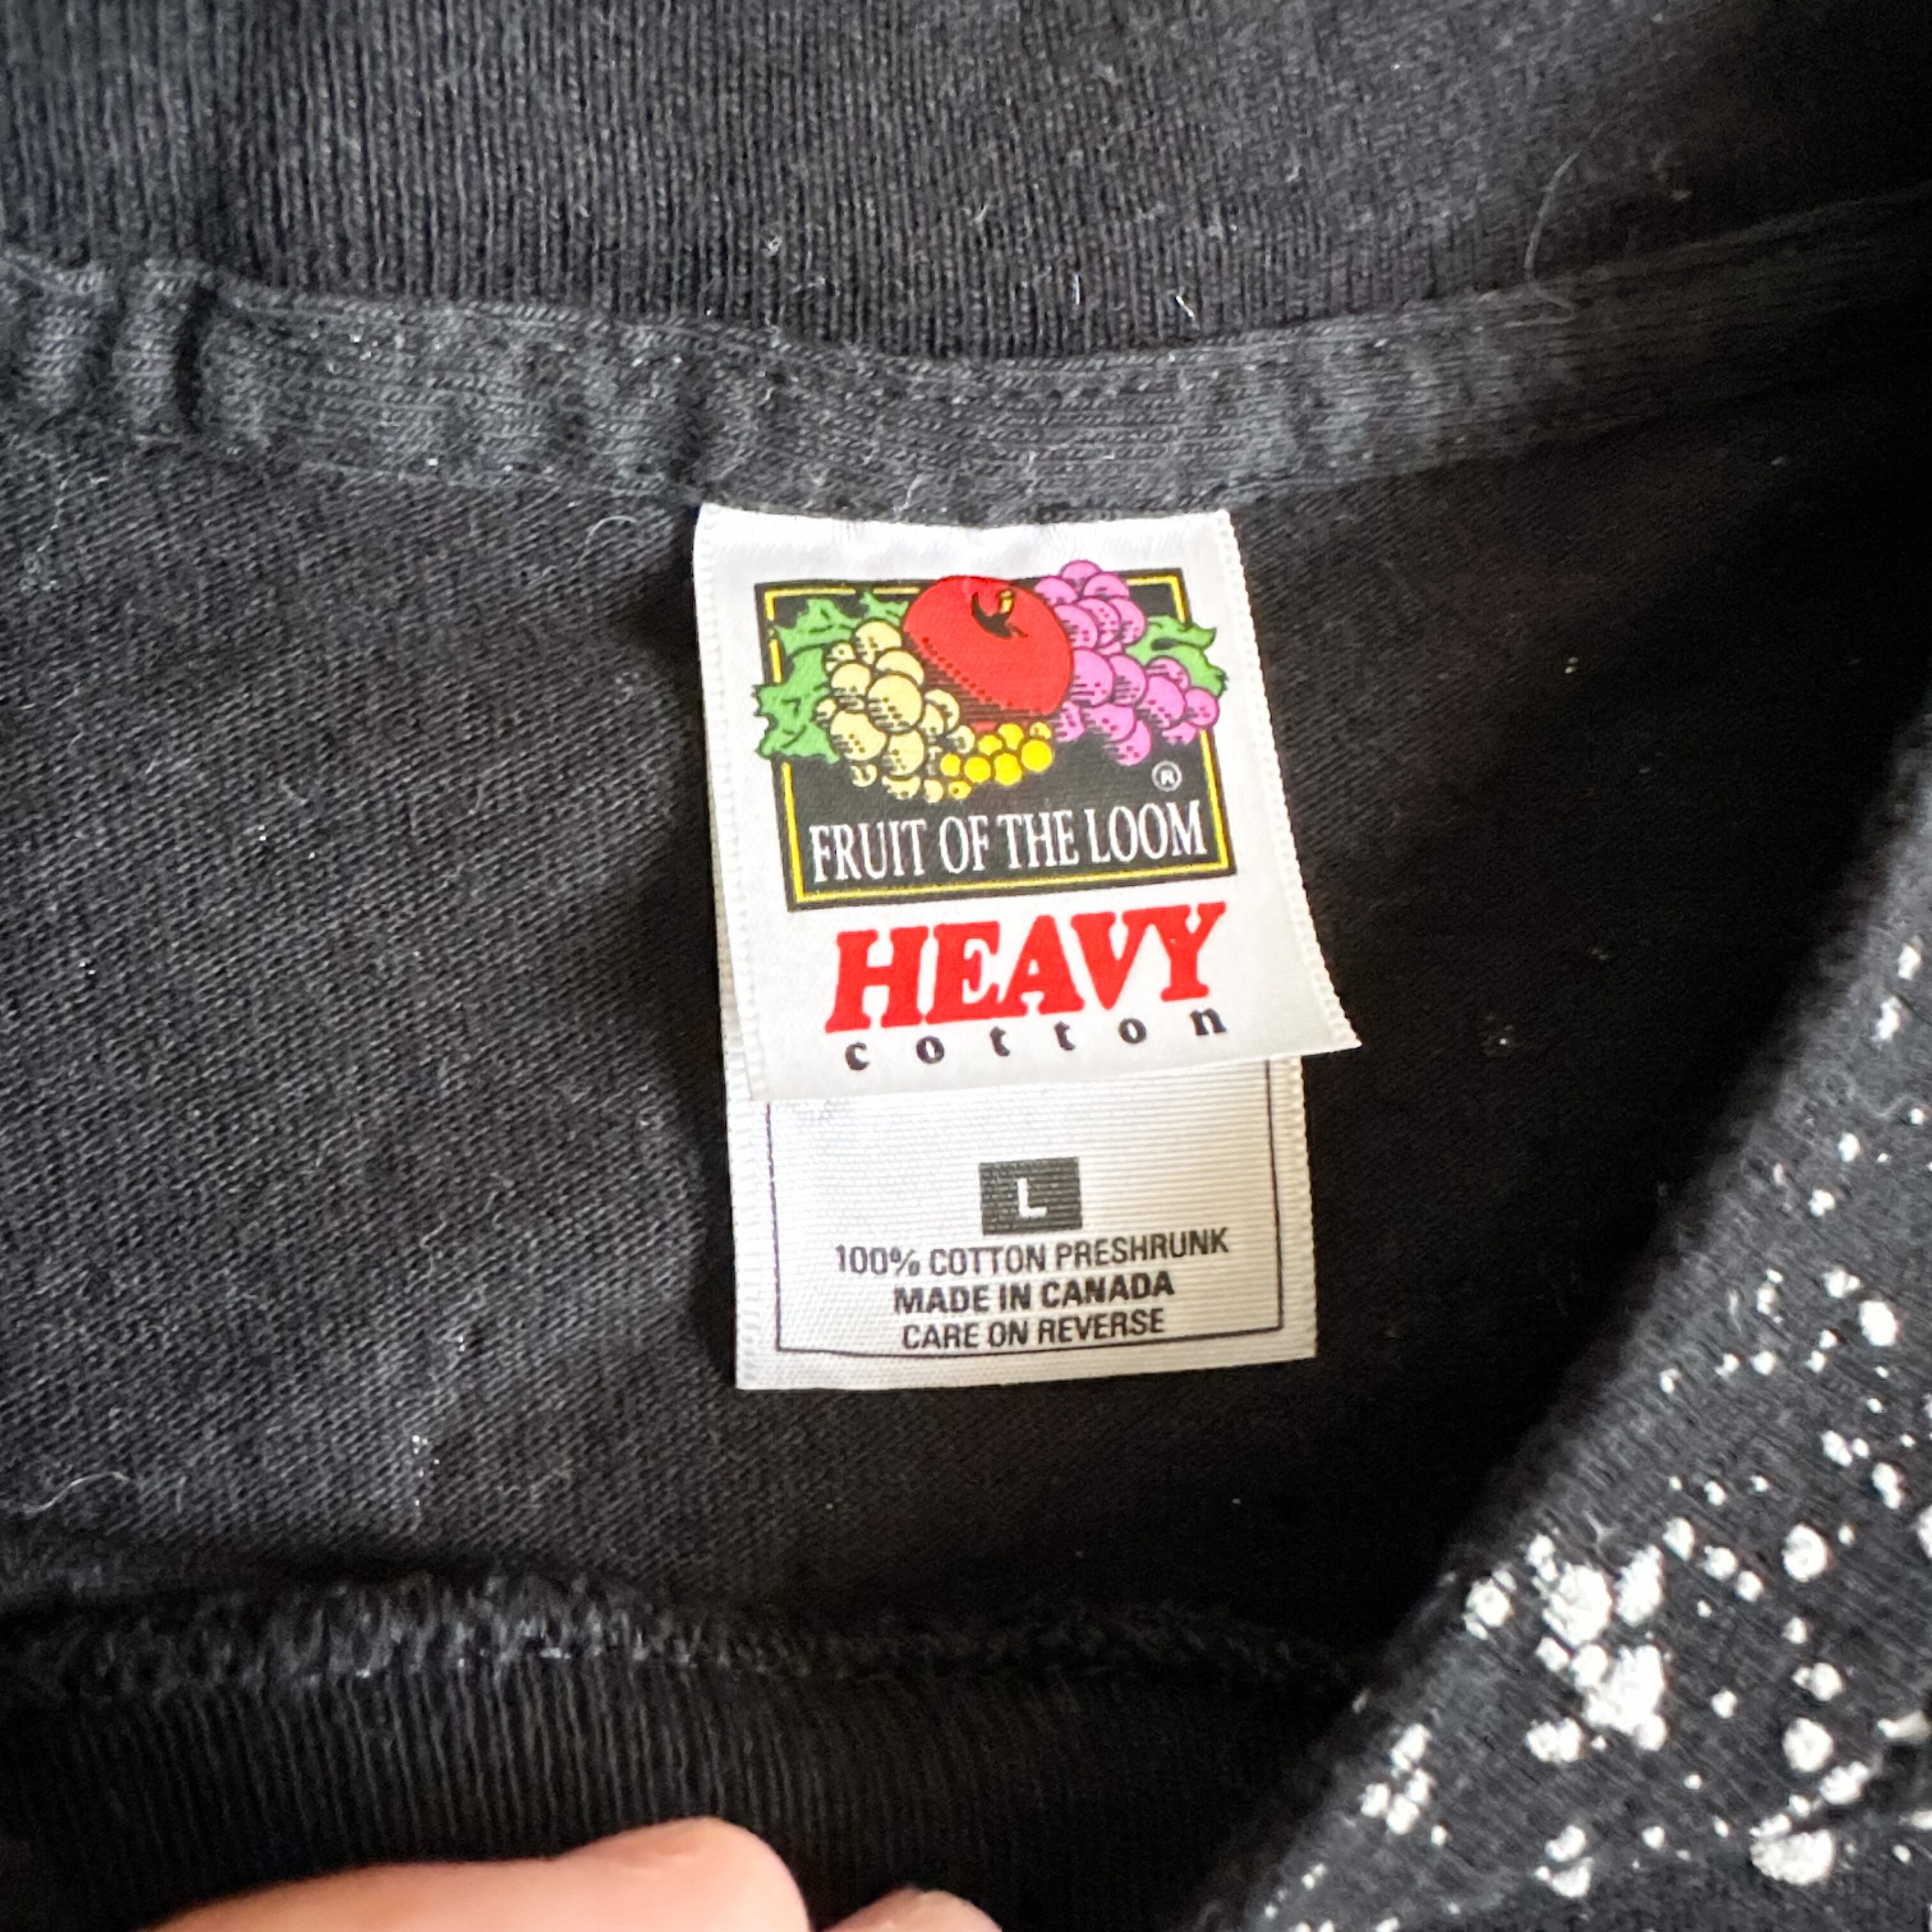 ®
FRUIT OF THE LOOM
HEAVY
cotton
L
100% COTTON PRESHRUNK
MADE IN CANADA
CARE ON REVERSE